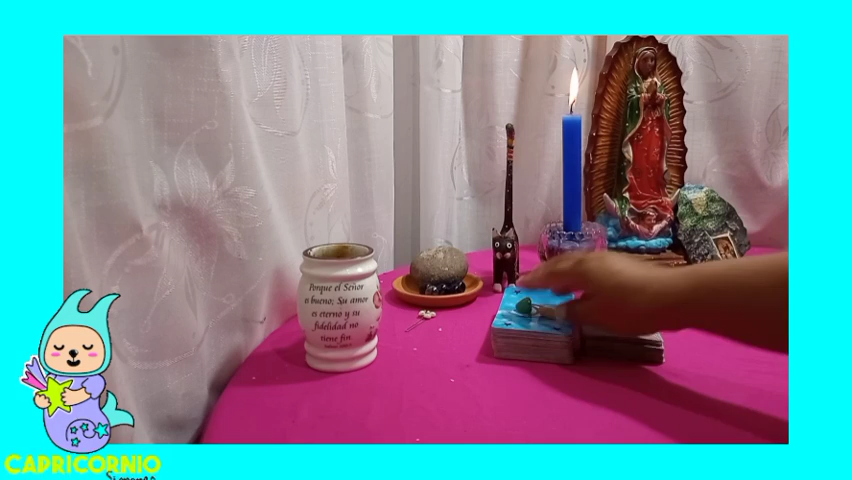 Porque el Señor
es bueno; Su amor
es eterno y su
fidelidad no
tiene fin
CAPRICORNIO